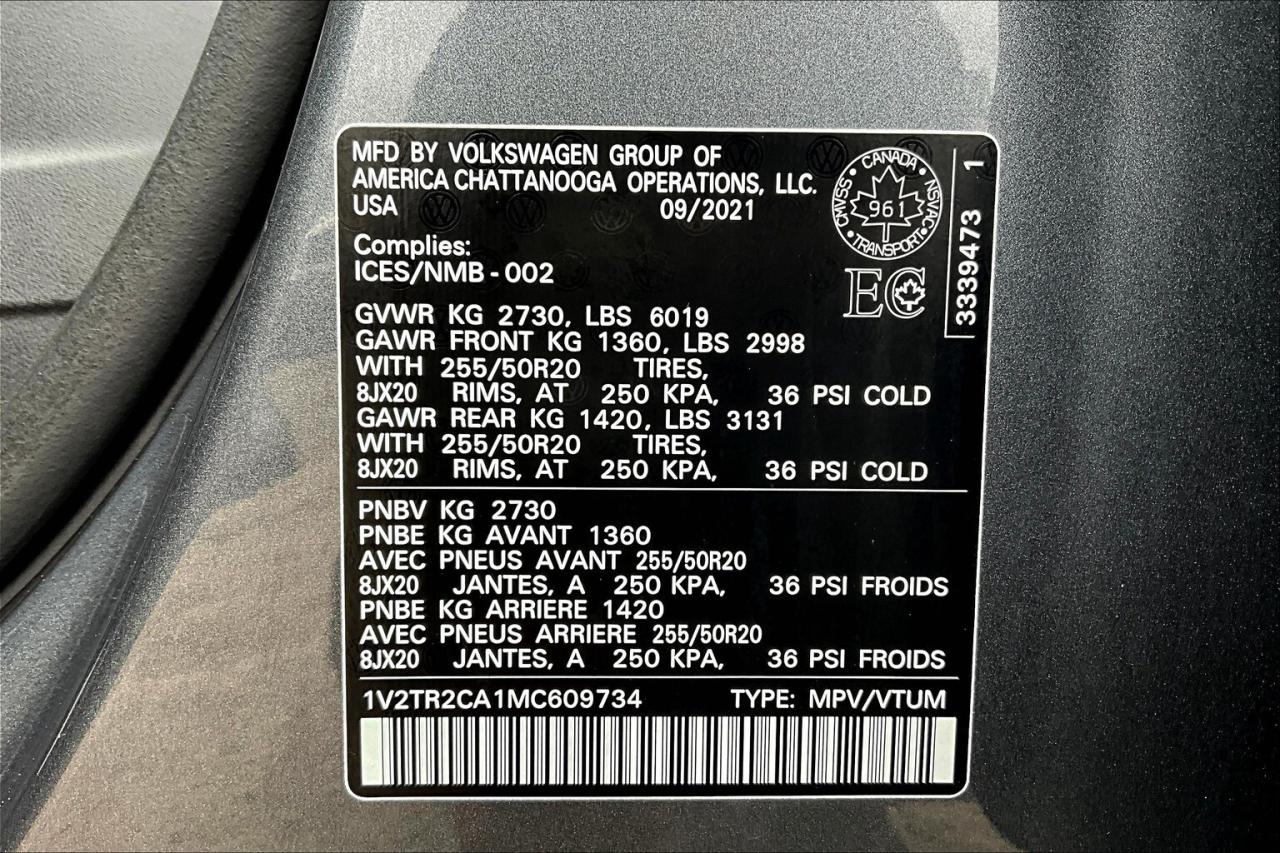 MFD BY VOLKSWAGEN GROUP OF
AMERICA CHATTANOOGA OPERATIONS, LLC.
USA 09/2021
CANADA
CMVSS NSVAC
961
TRANSPORT
EC
3339473 1
Complies:
ICES/NMB-002
GVWR KG 2730, LBS 6019
GAWR FRONT KG 1360, LBS 2998
WITH 255/50R20 TIRES,
8JX20 RIMS, AT 250 KPA, 36 PSI COLD
GAWR REAR KG 1420, LBS 3131
WITH 255/50R20 TIRES,
8JX20 RIMS, AT 250 KPA, 36 PSI COLD
PNBV KG 2730
PNBE KG AVANT 1360
AVEC PNEUS AVANT 255/50R20
8JX20 JANTES, A 250 KPA, 36 PSI FROIDS
PNBE KG ARRIERE 1420
AVEC PNEUS ARRIERE 255/50R20
8JX20 JANTES, A 250 KPA, 36 PSI FROIDS
1V2TR2CA1MC609734 TYPE: MPV/VTUM